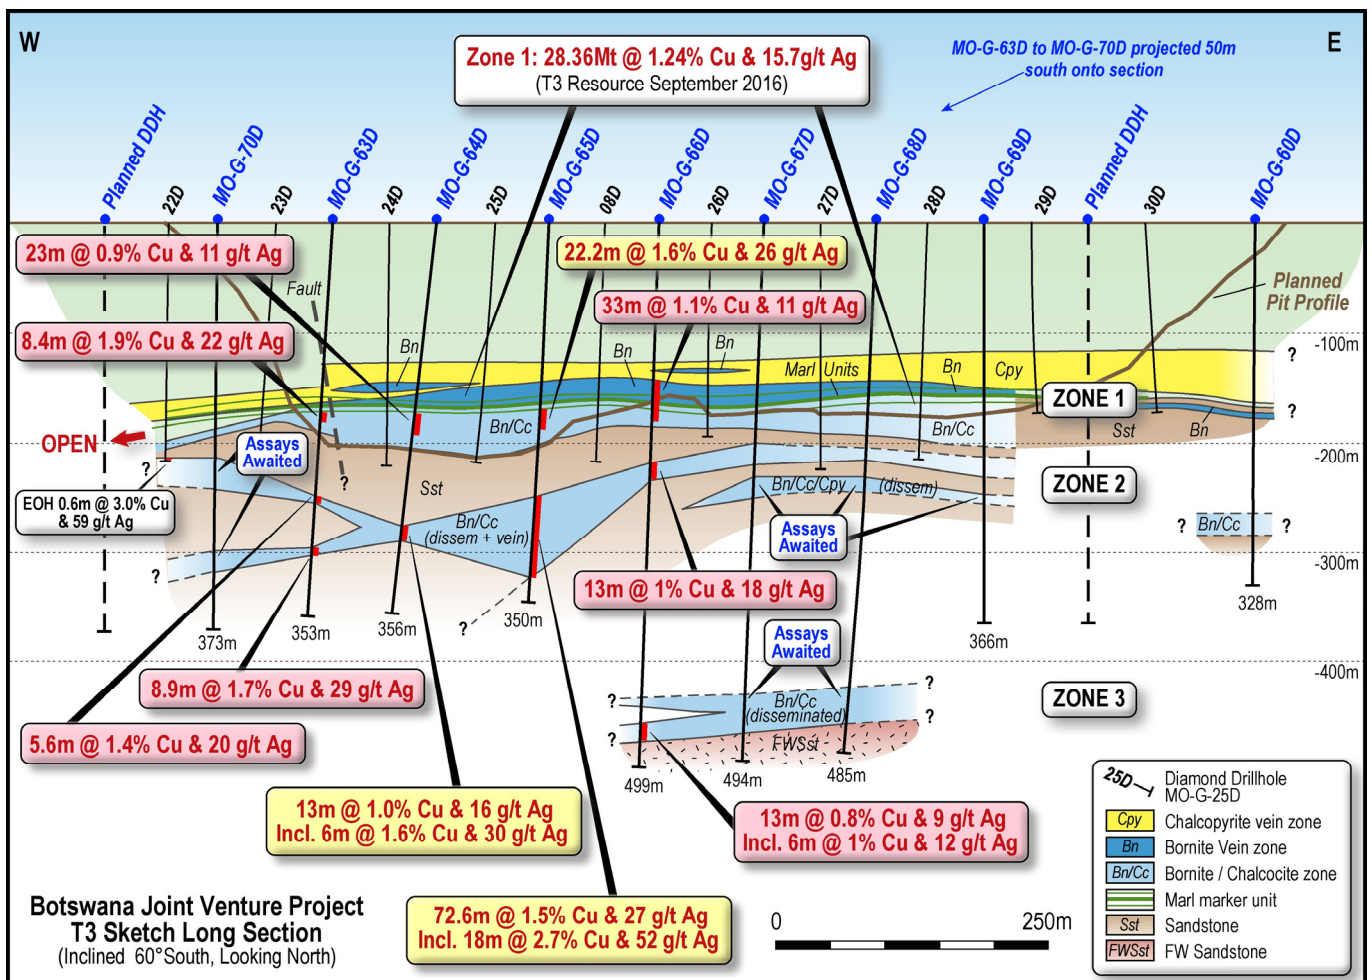 W
E
Zone 1: 28.36Mt @ 1.24% Cu & 15.7g/t Ag
(T3 Resource September 2016)
MO-G-63D to MO-G-70D projected 50m
south onto section
Planned DDH
22D
MO-G-70D
23D
MO-G-63D
24D
MO-G-64D
25D
MO-G-65D
08D
MO-G-66D
26D
MO-G-67D
27D
MO-G-68D
28D
MO-G-69D
29D
Planned DDH
30D
MO-G-60D
23m @ 0.9% Cu & 11 g/t Ag
22.2m @ 1.6% Cu & 26 g/t Ag
Fault
33m @ 1.1% Cu & 11 g/t Ag
Planned
Pit Profile
8.4m @ 1.9% Cu & 22 g/t Ag
-100m
Bn
Bn
Bn
?
Marl Units
Bn
Cpy
ZONE 1
?
OPEN
Assays
Awaited
Bn/Cc
Bn/Cc
Sst
Bn
-200m
?
?
Sst
Bn/Cc/Cpy
(dissem)
ZONE 2
EOH 0.6m @ 3.0% Cu
& 59 g/t Ag
Bn/Cc
(dissem + vein)
Assays
Awaited
?
Bn/Cc
?
-300m
?
13m @ 1% Cu & 18 g/t Ag
373m
353m
356m
350m
?
366m
328m
Assays
Awaited
-400m
8.9m @ 1.7% Cu & 29 g/t Ag
?
?
Bn/Cc
(disseminated)
ZONE 3
?
?
5.6m @ 1.4% Cu & 20 g/t Ag
FWSst
499m
494m
485m
13m @ 1.0% Cu & 16 g/t Ag
Incl. 6m @ 1.6% Cu & 30 g/t Ag
13m @ 0.8% Cu & 9 g/t Ag
Incl. 6m @ 1% Cu & 12 g/t Ag
72.6m @ 1.5% Cu & 27 g/t Ag
Incl. 18m @ 2.7% Cu & 52 g/t Ag
Botswana Joint Venture Project
T3 Sketch Long Section
(Inclined 60°South, Looking North)
0
250m
25D
Diamond Drillhole
MO-G-25D
Cpy
Chalcopyrite vein zone
Bn
Bornite Vein zone
Bn/Cc
Bornite / Chalcocite zone
Marl marker unit
Sst
Sandstone
FWSst
FW Sandstone